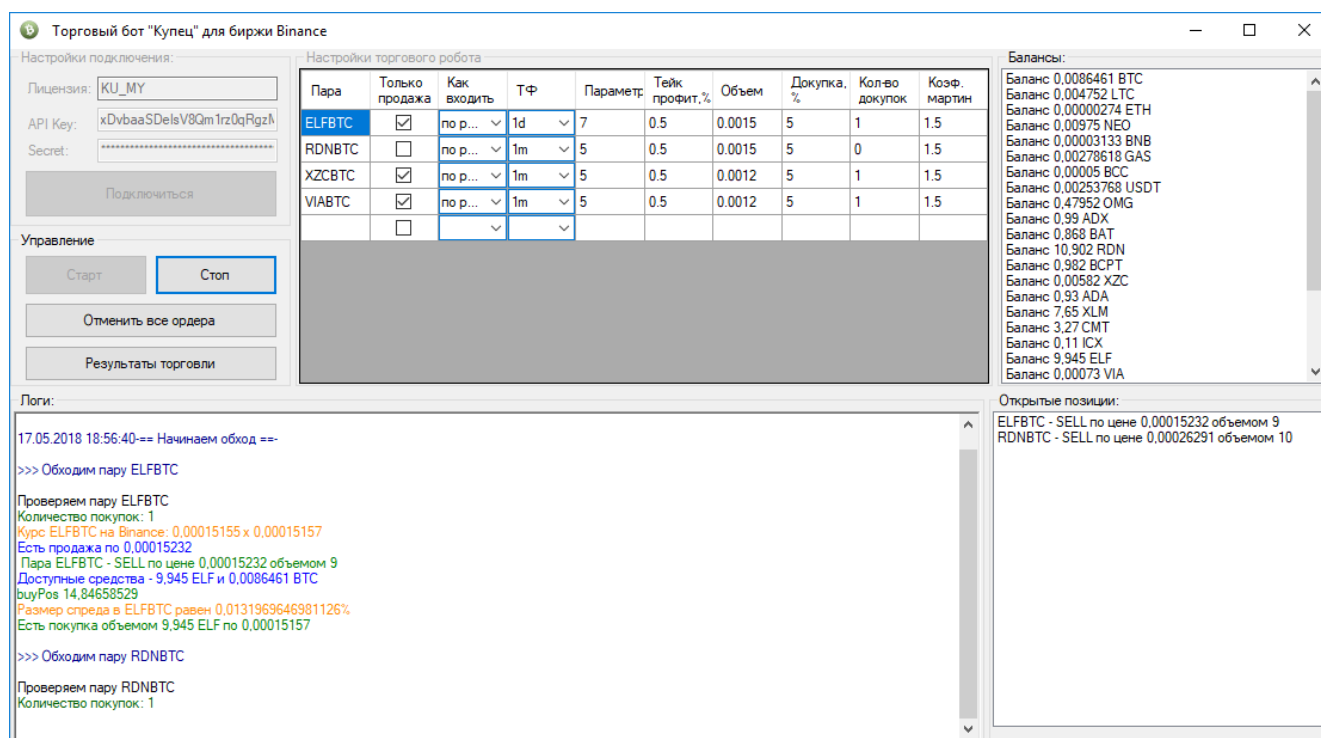 Торговый бот "Купец" для биржи Binance
Настройки подключения:
Лицензия: KU_MY
API Key: xDvbaaSDelsV8Qm1rz0qRgzM
Secret: ************************************
Подключиться
Управление
Старт Стоп
Отменить все ордера
Результаты торговли
Настройки торгового робота
Пара Только продажа Как входить ТФ Параметр Тейк профит,% Объем Докупка, % Кол-во докупок Коэф. мартин
ELFBTC по р... 1d 7 0.5 0.0015 5 1 1.5
RDNBTC по р... 1m 5 0.5 0.0015 5 0 1.5
XZCBTC по р... 1m 5 0.5 0.0012 5 1 1.5
VIABTC по р... 1m 5 0.5 0.0012 5 1 1.5
Балансы:
Баланс 0,0086461 BTC
Баланс 0,004752 LTC
Баланс 0,00000274 ETH
Баланс 0,00975 NEO
Баланс 0,00003133 BNB
Баланс 0,00278618 GAS
Баланс 0,00005 BCC
Баланс 0,00253768 USDT
Баланс 0,47952 OMG
Баланс 0,99 ADX
Баланс 0,868 BAT
Баланс 10,902 RDN
Баланс 0,982 BCPT
Баланс 0,00582 XZC
Баланс 0,93 ADA
Баланс 7,65 XLM
Баланс 3,27 CMT
Баланс 0,11 ICX
Баланс 9,945 ELF
Баланс 0,00073 VIA
Логи:
17.05.2018 18:56:40-== Начинаем обход ==-
>>> Обходим пару ELFBTC
Проверяем пару ELFBTC
Количество покупок: 1
Курс ELFBTC на Binance: 0,00015155 x 0,00015157
Есть продажа по 0,00015232
Пара ELFBTC - SELL по цене 0,00015232 объемом 9
Доступные средства - 9,945 ELF и 0,0086461 BTC
buyPos 14,84658529
Размер спреда в ELFBTC равен 0,0131969646981126%
Есть покупка объемом 9,945 ELF по 0,00015157
>>> Обходим пару RDNBTC
Проверяем пару RDNBTC
Количество покупок: 1
Открытые позиции:
ELFBTC - SELL по цене 0,00015232 объемом 9
RDNBTC - SELL по цене 0,00026291 объемом 10